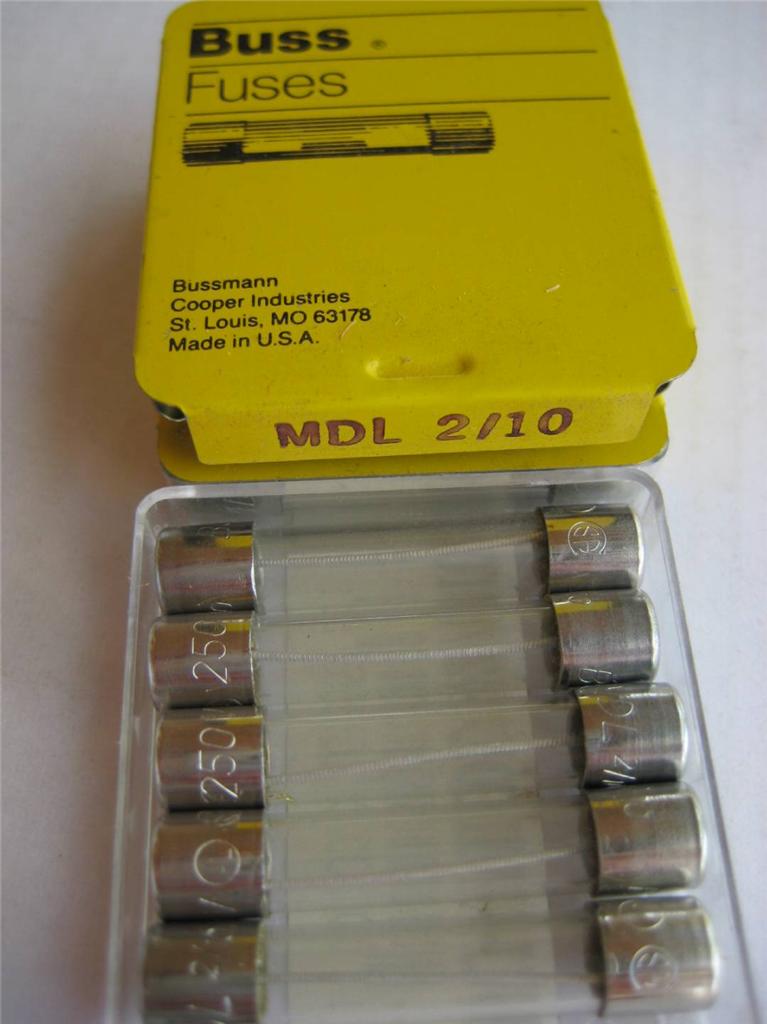 Buss ®
Fuses
Bussmann
Cooper Industries
St. Louis, MO 63178
Made in U.S.A.
MDL 2/10
250
250